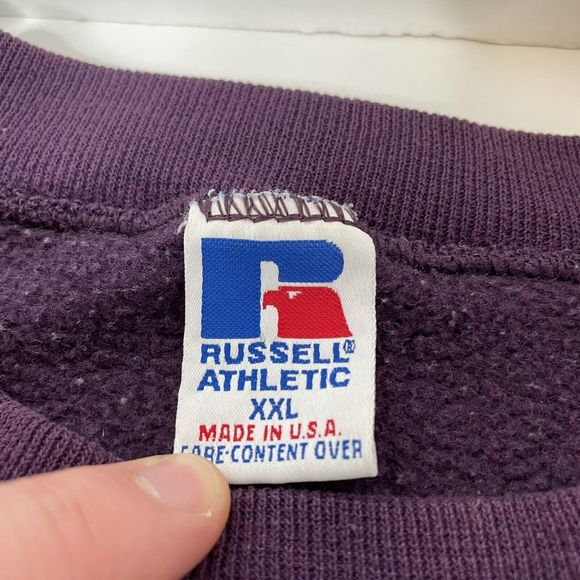 RUSSELL®
ATHLETIC
XXL
MADE IN U.S.A.
CARE-CONTENT OVER